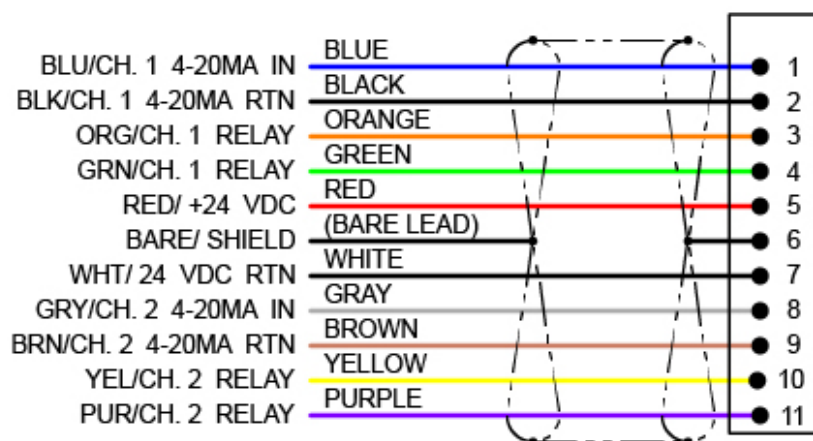 BLU/CH. 1 4-20MA IN BLUE 1
BLK/CH. 1 4-20MA RTN BLACK 2
ORG/CH. 1 RELAY ORANGE 3
GRN/CH. 1 RELAY GREEN 4
RED/ +24 VDC RED 5
BARE/ SHIELD (BARE LEAD) 6
WHT/ 24 VDC RTN WHITE 7
GRY/CH. 2 4-20MA IN GRAY 8
BRN/CH. 2 4-20MA RTN BROWN 9
YEL/CH. 2 RELAY YELLOW 10
PUR/CH. 2 RELAY PURPLE 11